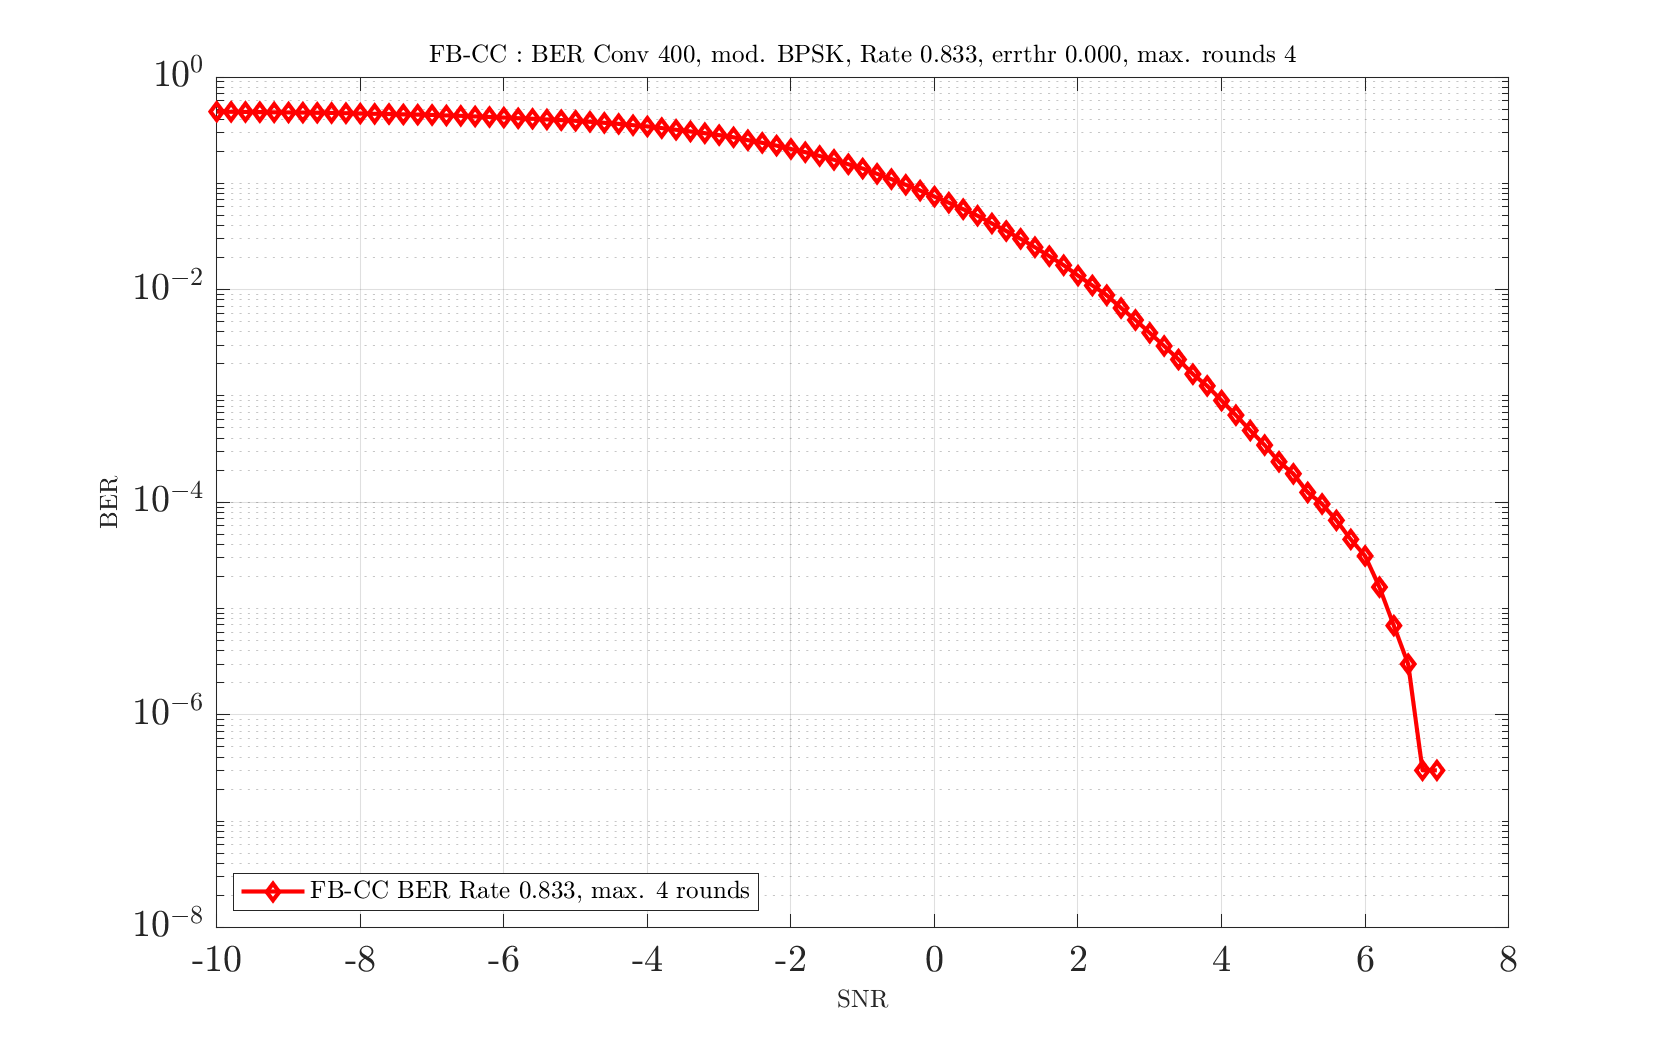 FB-CC : BER Conv 400, mod. BPSK, Rate 0.833, errthr 0.000, max. rounds 4
10^0
10^-2
10^-4
10^-6
10^-8
BER
FB-CC BER Rate 0.833, max. 4 rounds
-10 -8 -6 -4 -2 0 2 4 6 8
SNR